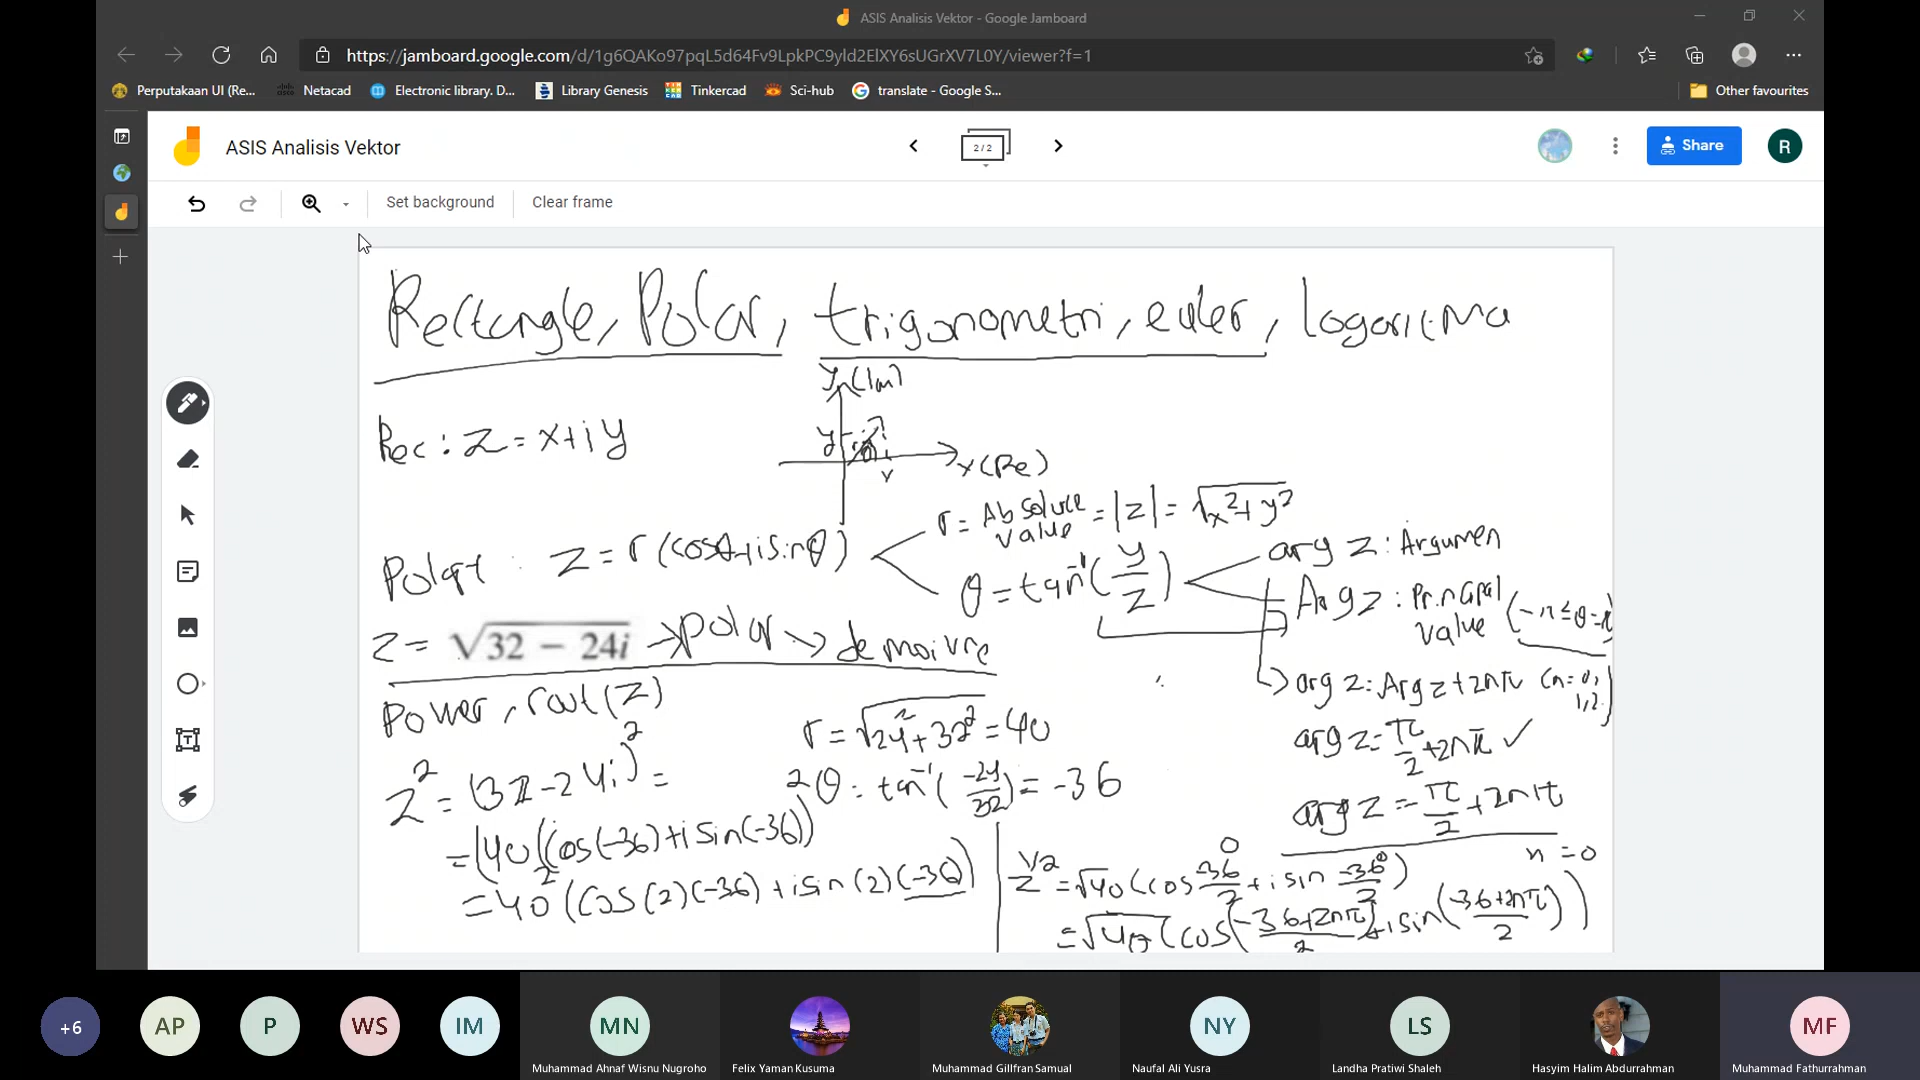 ASIS Analisis Vektor - Google Jamboard
https://jamboard.google.com/d/1g6QAKo97pqL5d64Fv9LpkPC9yld2ElXY6sUGrXV7L0Y/viewer?f=1
Perputakaan UI (Re...
Netacad
Electronic library. D...
Library Genesis
Tinkercad
Sci-hub
translate - Google S...
Other favourites
ASIS Analisis Vektor
2 / 2
Share
R
Set background
Clear frame
Rectangle, Polar, trigonometri, euler, logaritma
y (Im)
Rec : z = x + i y
y
x (Re)
r = Absolute value = |z| = √x²+y²
Polar : z = r (cosθ + i sinθ)
θ = tan⁻¹(y/z)
arg z : Argumen
Arg z : Principal value (-π ≤ θ = π
z = √32 − 24i → polar → de moivre
arg z = Arg z + 2nπ (n = 0, 1, 2.)
Power, root (z)
r = √24² + 32² = 40
arg z = π/2 + 2nπ ✓
z² = (32 - 24i)² =
²θ = tan⁻¹(-24/32) = -36
arg z = -π/2 + 2nπ
= (40 (cos(-36) + i sin(-36))
n = 0
= 40² (cos(2)(-36) + i sin(2)(-36)
z^1/2 = √40 (cos -36/2 + i sin -36°/2)
= √40 (cos(-36+2nπ/2) + i sin(-36+2nπ/2))
+6
AP
P
WS
IM
MN
NY
LS
MF
Muhammad Ahnaf Wisnu Nugroho
Felix Yaman Kusuma
Muhammad Gillfran Samual
Naufal Ali Yusra
Landha Pratiwi Shaleh
Hasyim Halim Abdurrahman
Muhammad Fathurrahman